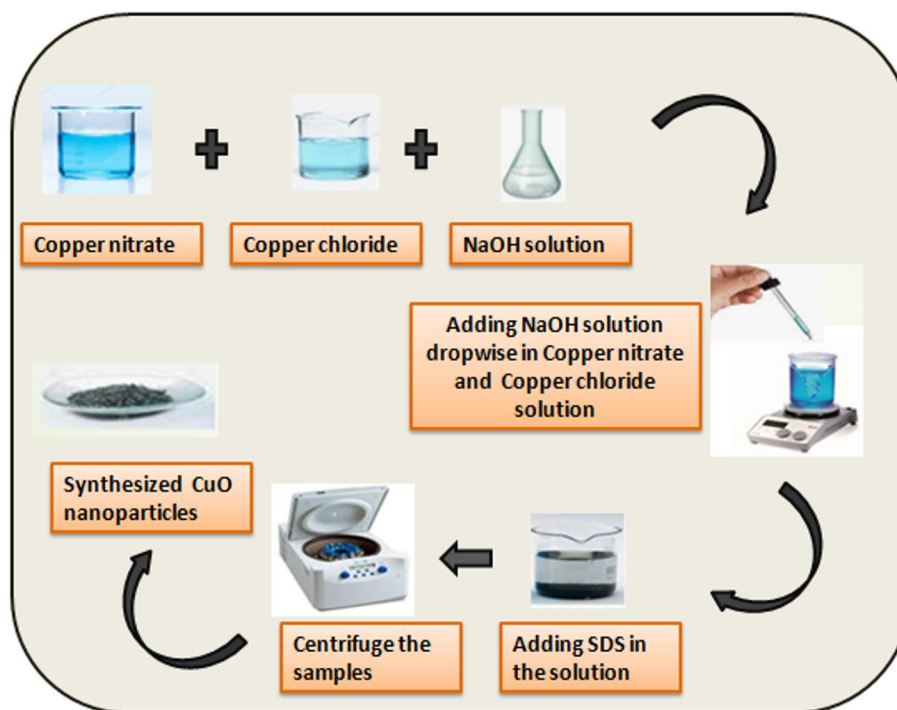 Copper nitrate
Copper chloride
NaOH solution
Adding NaOH solution
dropwise in Copper nitrate
and Copper chloride
solution
Adding SDS in
the solution
Centrifuge the
samples
Synthesized CuO
nanoparticles